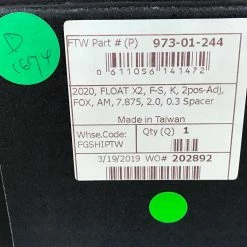 D
1674
FTW Part # (P) 973-01-244
0 611056 141472
2020, FLOAT X2, F-S, K, 2pos-Adj,
FOX, AM, 7.875, 2.0, 0.3 Spacer
Made in Taiwan
Whse.Code: Qty (Q) 1
FGSHIPTW
3/19/2019 WO# 202892